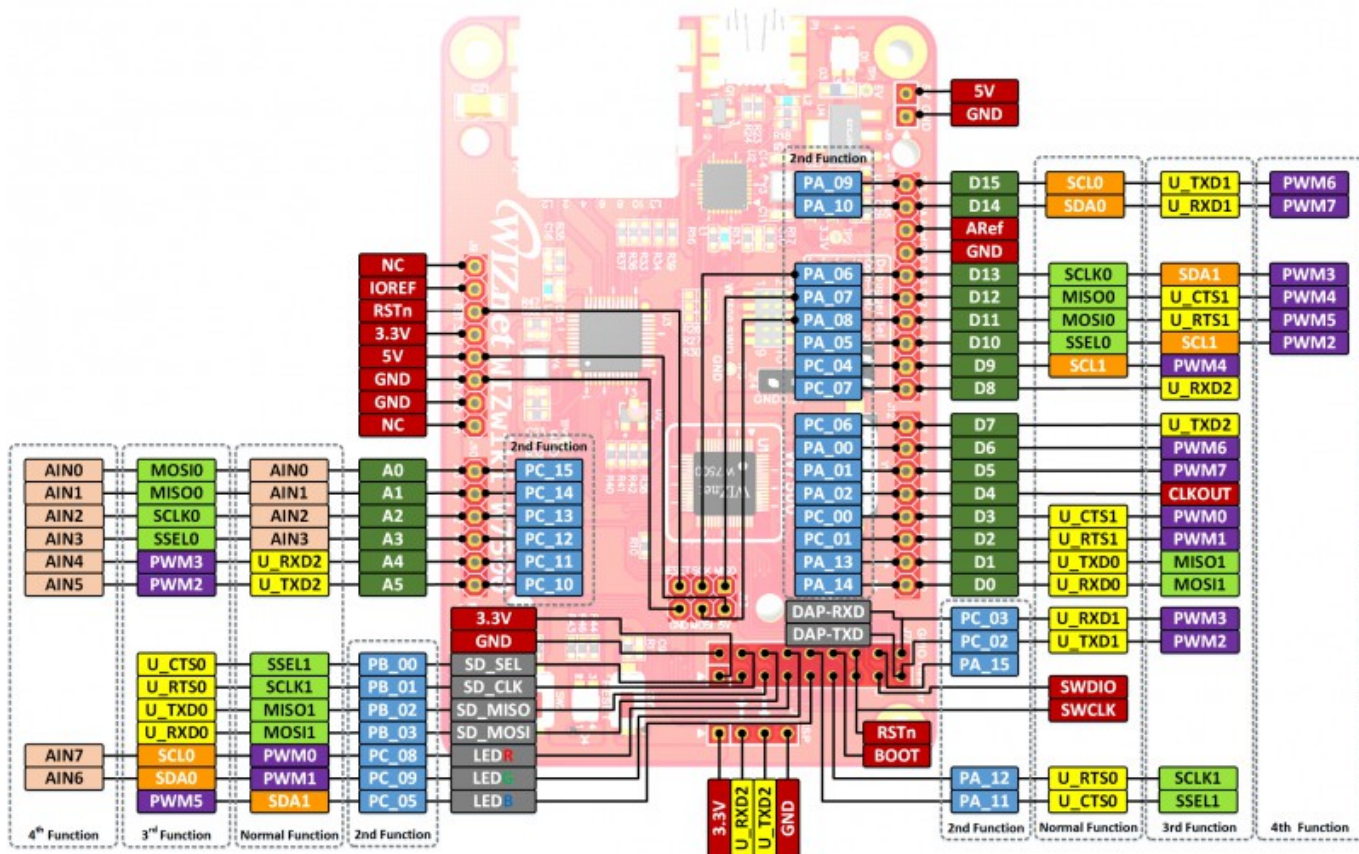 5V
GND
2nd Function
PA_09 D15 SCL0 U_TXD1 PWM6
PA_10 D14 SDA0 U_RXD1 PWM7
ARef
GND
PA_06 D13 SCLK0 SDA1 PWM3
PA_07 D12 MISO0 U_CTS1 PWM4
PA_08 D11 MOSI0 U_RTS1 PWM5
PA_05 D10 SSEL0 SCL1 PWM2
PC_04 D9 SCL1 PWM4
PC_07 D8 U_RXD2
PC_06 D7 U_TXD2
PA_00 D6 PWM6
PA_01 D5 PWM7
PA_02 D4 CLKOUT
PC_00 D3 U_CTS1 PWM0
PC_01 D2 U_RTS1 PWM1
PA_13 D1 U_TXD0 MISO1
PA_14 D0 U_RXD0 MOSI1
NC
IOREF
RSTn
3.3V
5V
GND
GND
NC
2nd Function
AIN0 MOSI0 AIN0 A0 PC_15
AIN1 MISO0 AIN1 A1 PC_14
AIN2 SCLK0 AIN2 A2 PC_13
AIN3 SSEL0 AIN3 A3 PC_12
AIN4 PWM3 U_RXD2 A4 PC_11
AIN5 PWM2 U_TXD2 A5 PC_10
3.3V
GND
U_CTS0 SSEL1 PB_00 SD_SEL
U_RTS0 SCLK1 PB_01 SD_CLK
U_TXD0 MISO1 PB_02 SD_MISO
U_RXD0 MOSI1 PB_03 SD_MOSI
AIN7 SCL0 PWM0 PC_08 LEDR
AIN6 SDA0 PWM1 PC_09 LEDG
PWM5 SDA1 PC_05 LEDB
4th Function 3rd Function Normal Function 2nd Function
DAP-RXD
DAP-TXD
PC_03 U_RXD1 PWM3
PC_02 U_TXD1 PWM2
PA_15
SWDIO
SWCLK
RSTn
BOOT
PA_12 U_RTS0 SCLK1
PA_11 U_CTS0 SSEL1
2nd Function Normal Function 3rd Function 4th Function
3.3V
U_RXD2
U_TXD2
GND
WIZnet